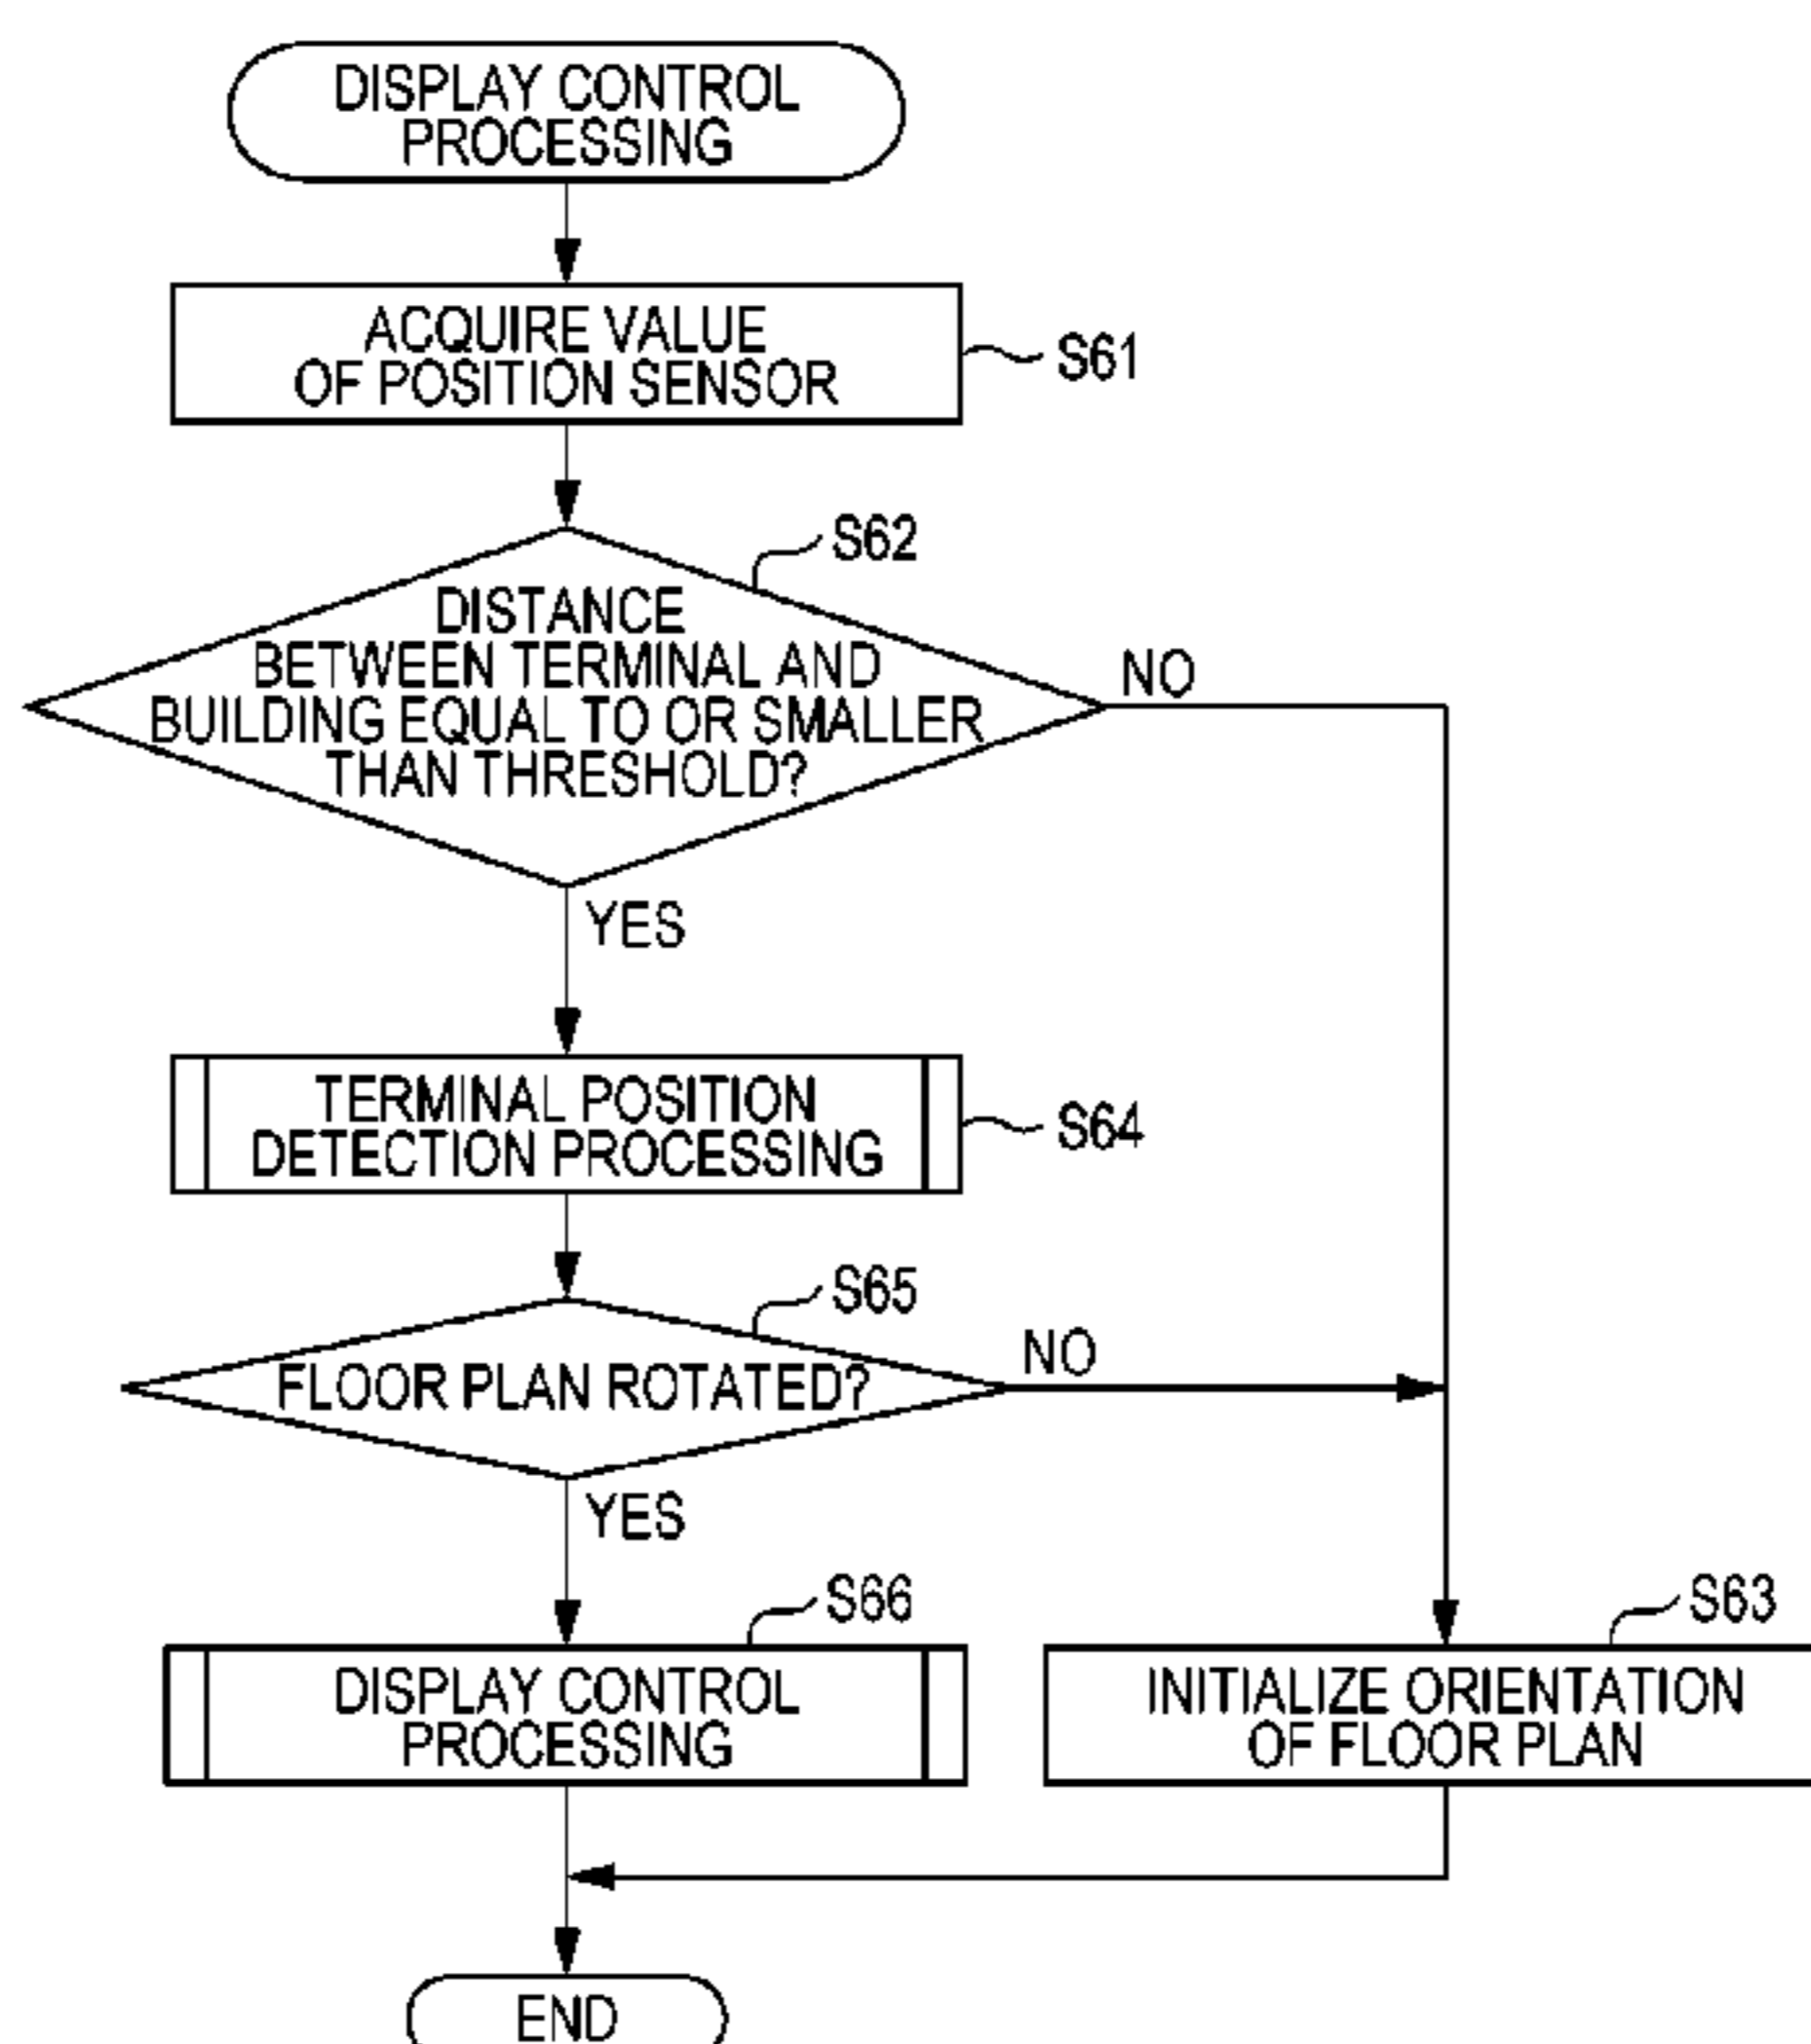 DISPLAY CONTROL
PROCESSING
ACQUIRE VALUE
OF POSITION SENSOR
S61
S62
DISTANCE
BETWEEN TERMINAL AND
BUILDING EQUAL TO OR SMALLER
THAN THRESHOLD?
NO
YES
TERMINAL POSITION
DETECTION PROCESSING
S64
S65
FLOOR PLAN ROTATED?
NO
YES
S66
DISPLAY CONTROL
PROCESSING
S63
INITIALIZE ORIENTATION
OF FLOOR PLAN
END